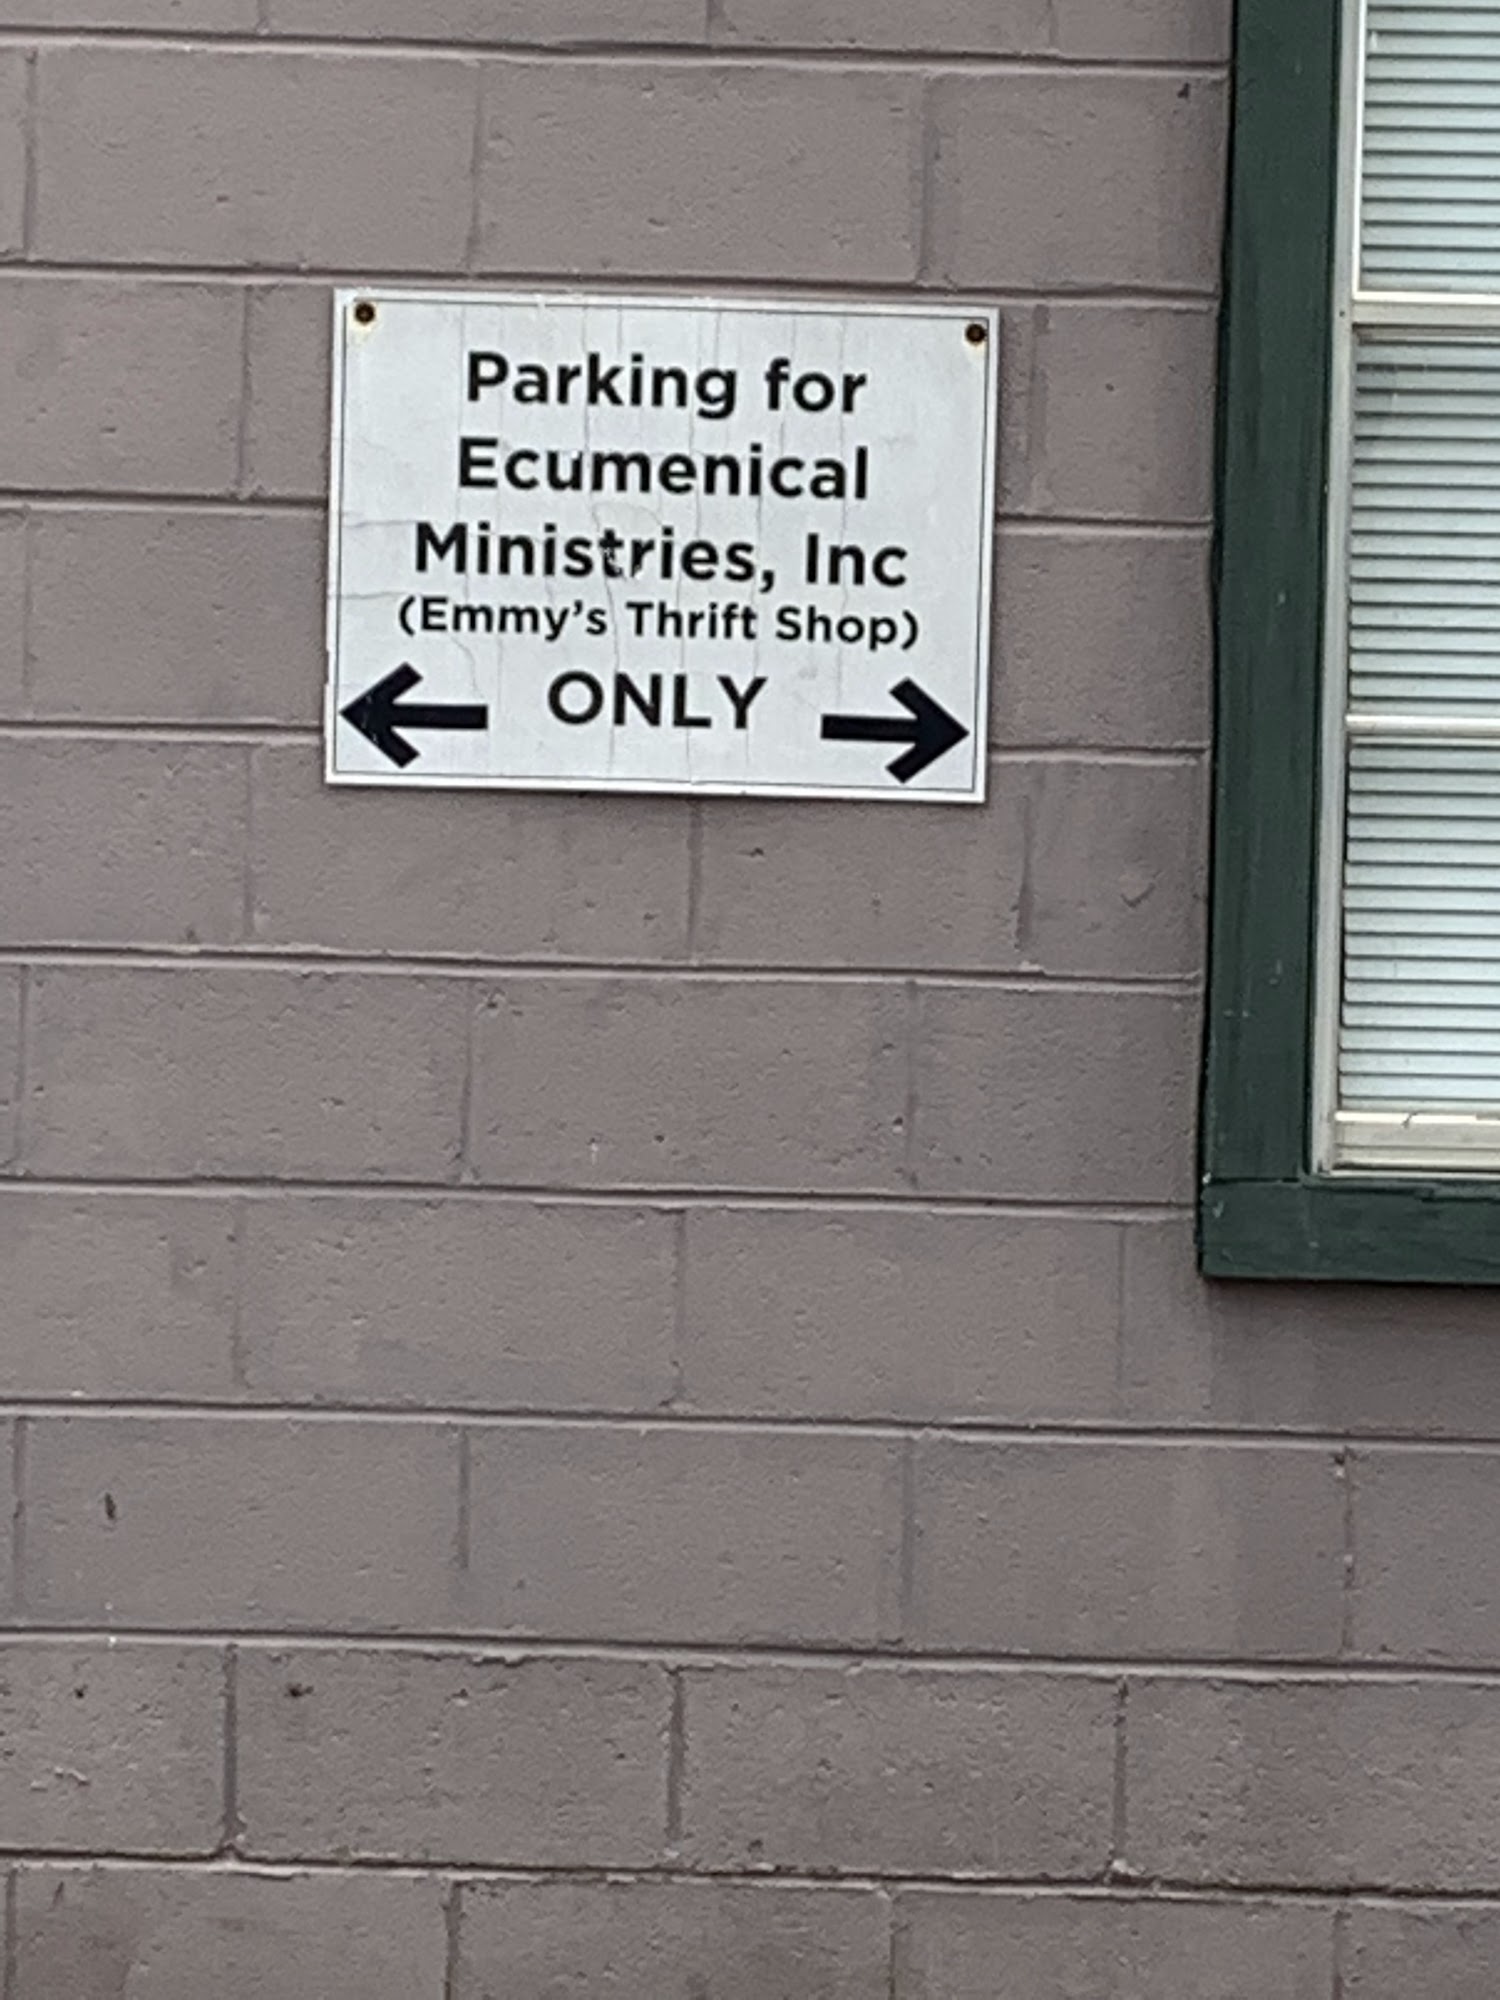 Parking for
Ecumenical
Ministries, Inc
(Emmy's Thrift Shop)
ONLY